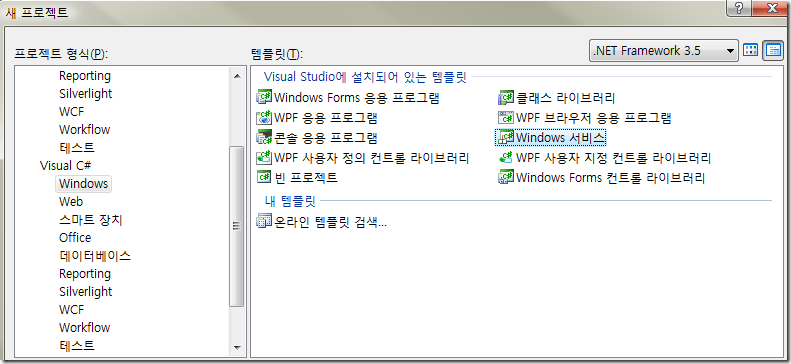 새 프로젝트
프로젝트 형식(P):
템플릿(T):
.NET Framework 3.5
Reporting
Silverlight
WCF
Workflow
테스트
Visual C#
Windows
Web
스마트 장치
Office
데이터베이스
Reporting
Silverlight
WCF
Workflow
테스트
Visual Studio에 설치되어 있는 템플릿
Windows Forms 응용 프로그램
클래스 라이브러리
WPF 응용 프로그램
WPF 브라우저 응용 프로그램
콘솔 응용 프로그램
Windows 서비스
WPF 사용자 정의 컨트롤 라이브러리
WPF 사용자 지정 컨트롤 라이브러리
빈 프로젝트
Windows Forms 컨트롤 라이브러리
내 템플릿
온라인 템플릿 검색...